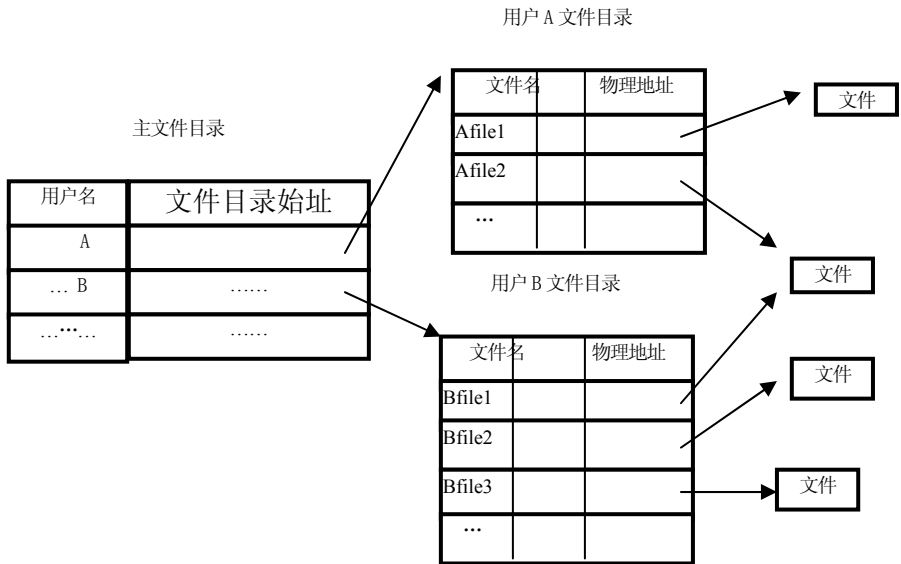 用户 A 文件目录
文件名 物理地址
文件
Afile1
Afile2
…
主文件目录
用户名 文件目录始址
A
… B ……
……… ……
用户 B 文件目录
文件名 物理地址
Bfile1
Bfile2
Bfile3
…
文件
文件
文件